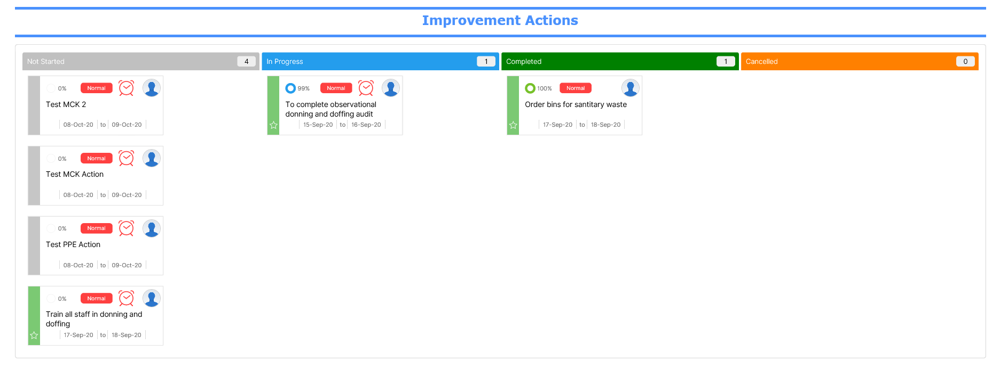 Improvement Actions
Not Started 4
In Progress 1
Completed 1
Cancelled 0
0% Normal
Test MCK 2
08-Oct-20 to 09-Oct-20
0% Normal
Test MCK Action
08-Oct-20 to 09-Oct-20
0% Normal
Test PPE Action
08-Oct-20 to 09-Oct-20
0% Normal
Train all staff in donning and
doffing
17-Sep-20 to 18-Sep-20
99% Normal
To complete observational
donning and doffing audit
15-Sep-20 to 16-Sep-20
100% Normal
Order bins for santitary waste
17-Sep-20 to 18-Sep-20